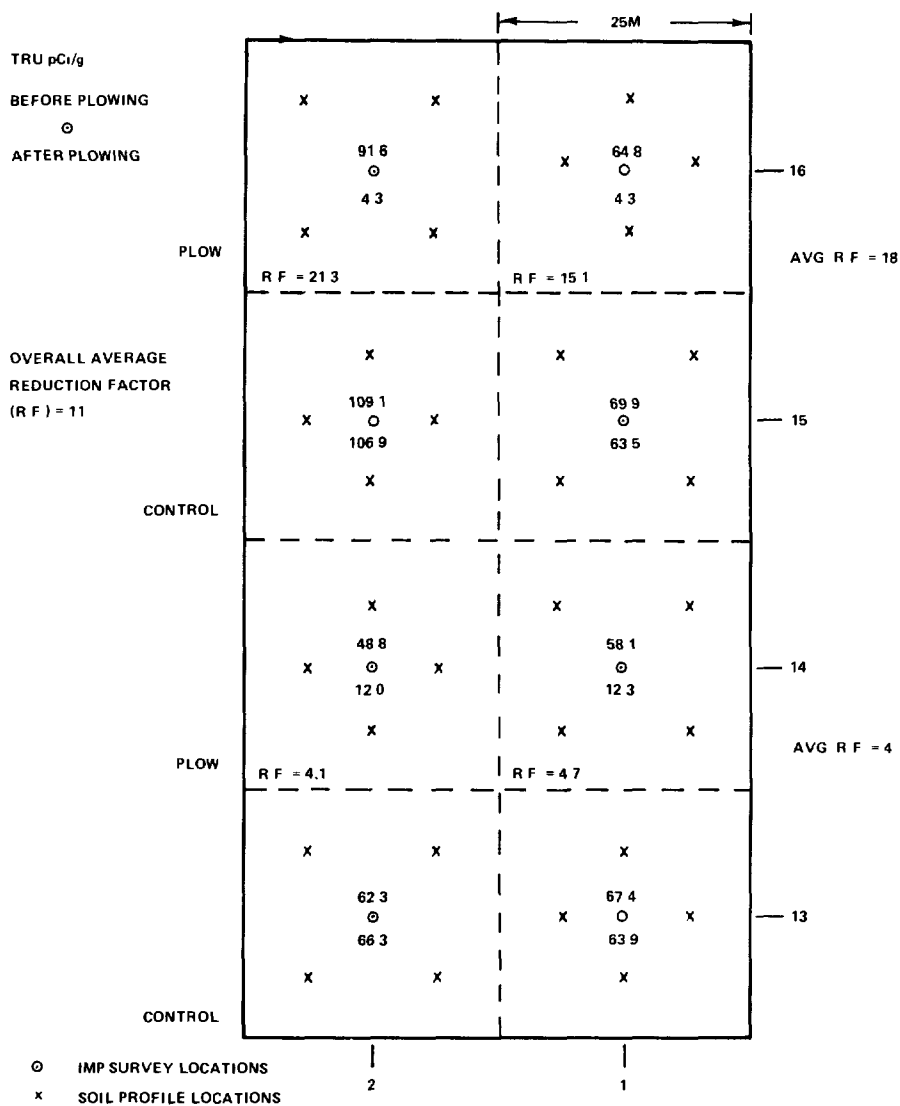 25M
TRU pCi/g
BEFORE PLOWING
AFTER PLOWING
91 6
4 3
64 8
4 3
16
PLOW
R F = 21 3
R F = 15 1
AVG R F = 18
OVERALL AVERAGE
REDUCTION FACTOR
(R F) = 11
109 1
106 9
69 9
63 5
15
CONTROL
48 8
12 0
58 1
12 3
14
PLOW
R F = 4.1
R F = 4 7
AVG R F = 4
62 3
66 3
67 4
63 9
13
CONTROL
IMP SURVEY LOCATIONS
x SOIL PROFILE LOCATIONS
2
1